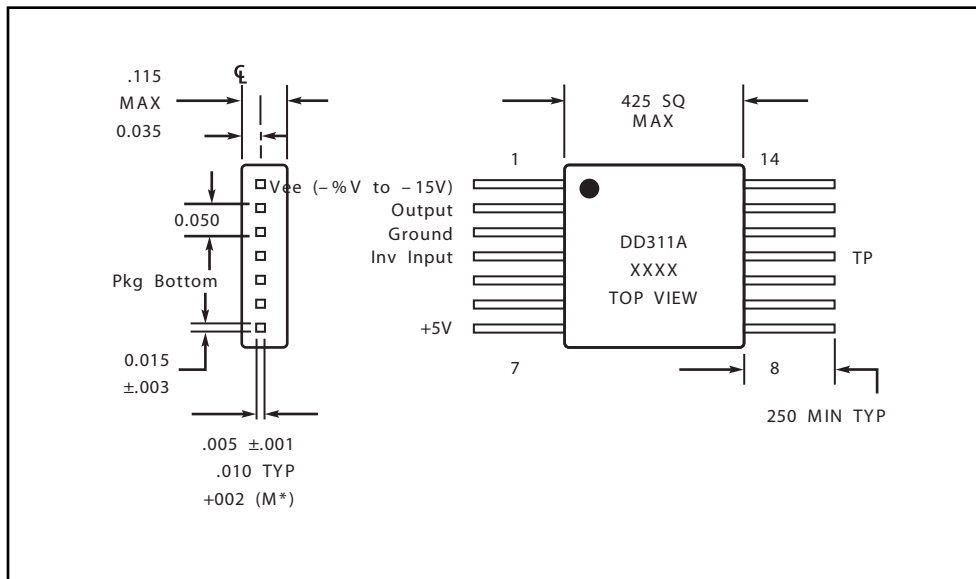 ℄
.115
MAX
0.035
0.050
Pkg Bottom
0.015
±.003
.005 ±.001
.010 TYP
+002 (M*)
425 SQ
MAX
1
14
Vee (–%V to –15V)
Output
Ground
Inv Input
+5V
7
DD311A
XXXX
TOP VIEW
TP
8
250 MIN TYP